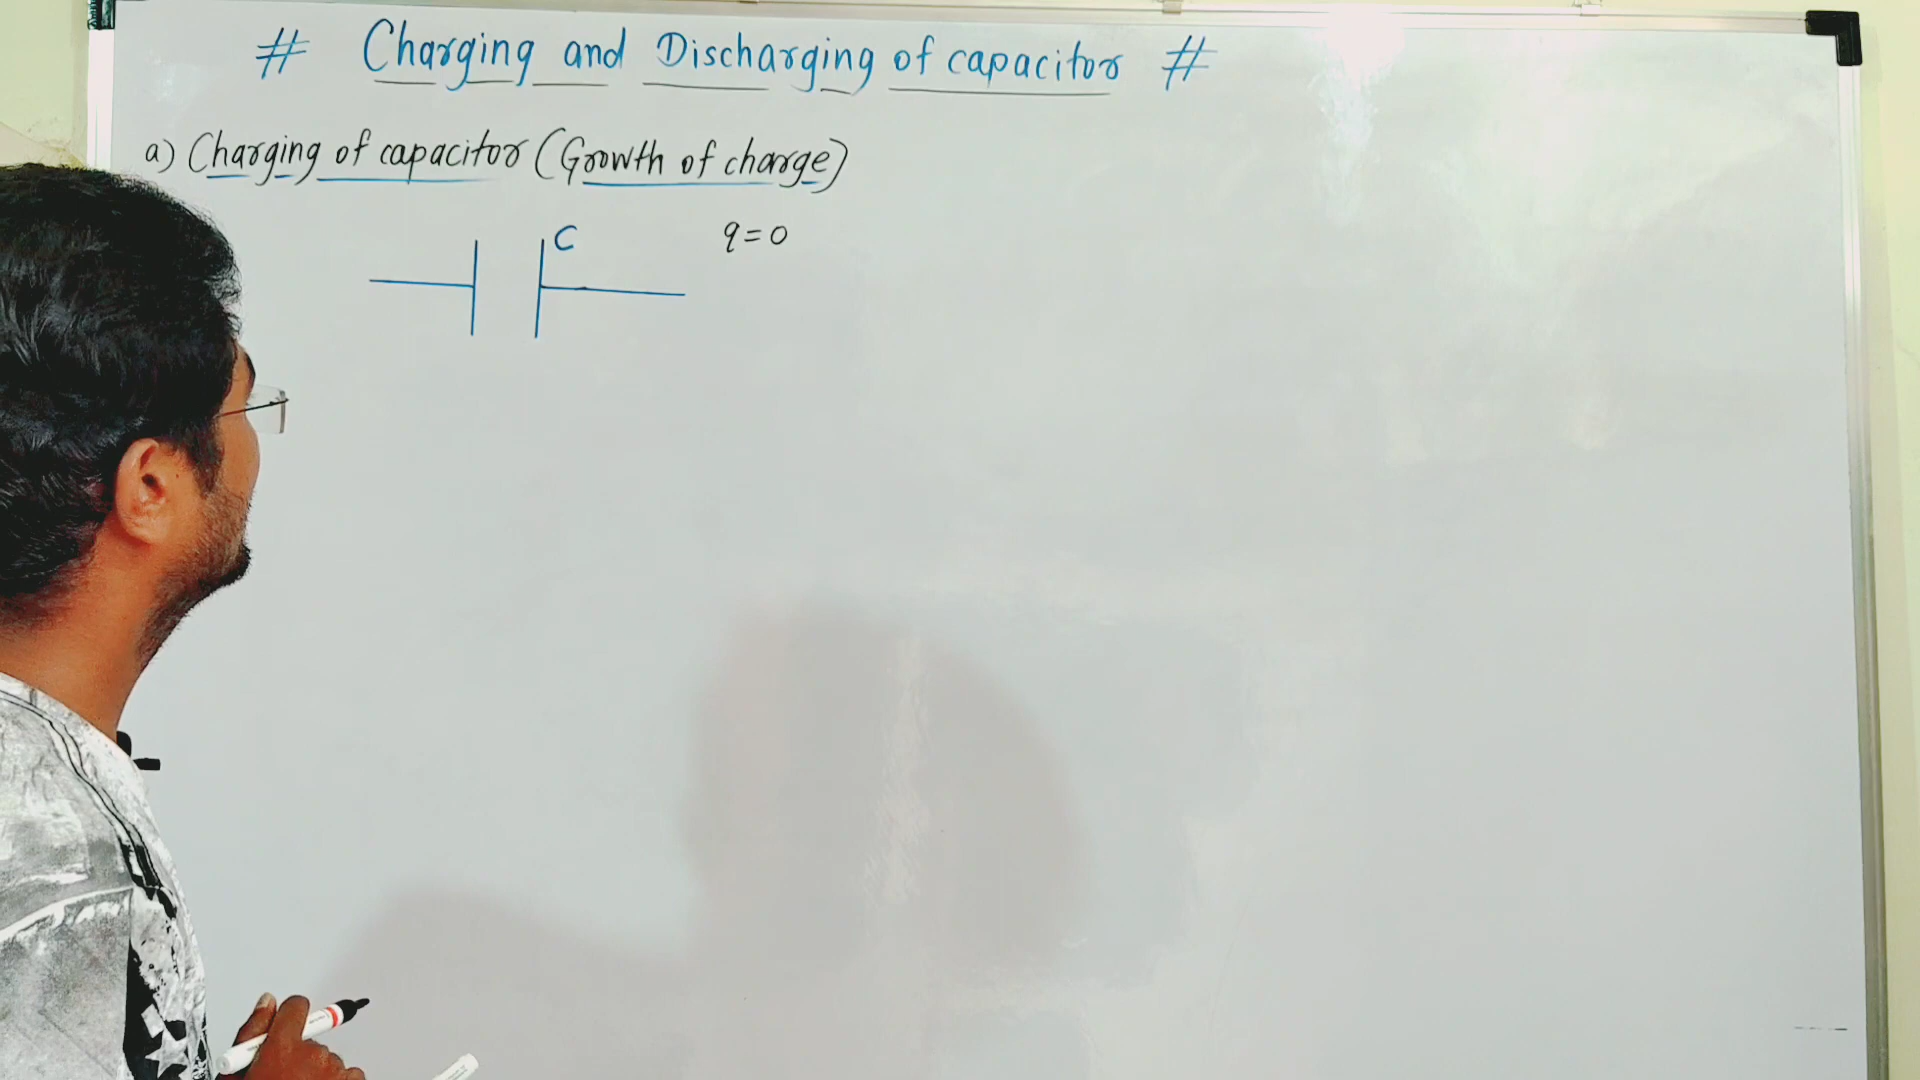 # Charging and Discharging of capacitor #
a) Charging of capacitor (Growth of charge)
C q=0